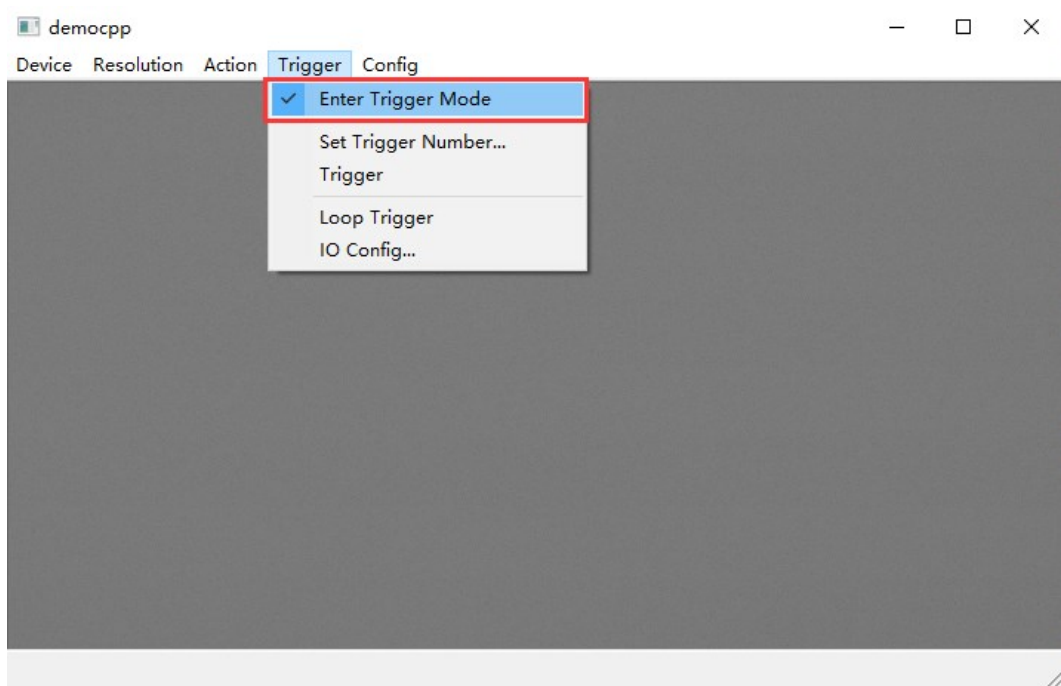 democpp
Device Resolution Action Trigger Config
Enter Trigger Mode
Set Trigger Number...
Trigger
Loop Trigger
IO Config...